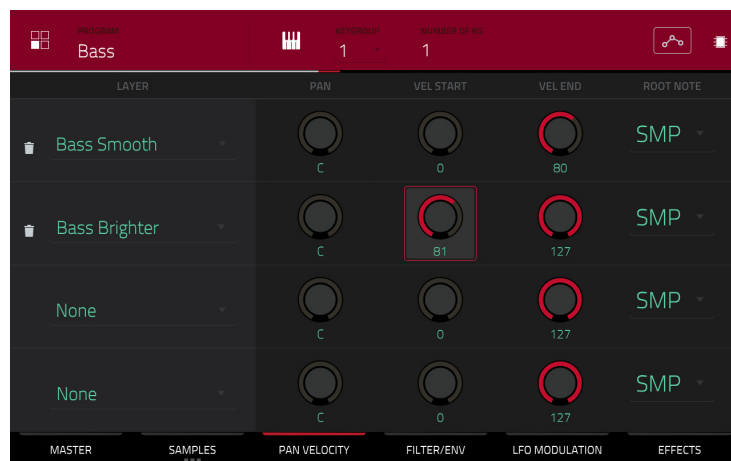 PROGRAM KEYGROUP NUMBER OF KG
Bass 1 1
LAYER PAN VEL START VEL END ROOT NOTE
Bass Smooth SMP
C 0 80
Bass Brighter SMP
C 81 127
None SMP
C 0 127
None SMP
C 0 127
MASTER SAMPLES PAN VELOCITY FILTER/ENV LFO MODULATION EFFECTS